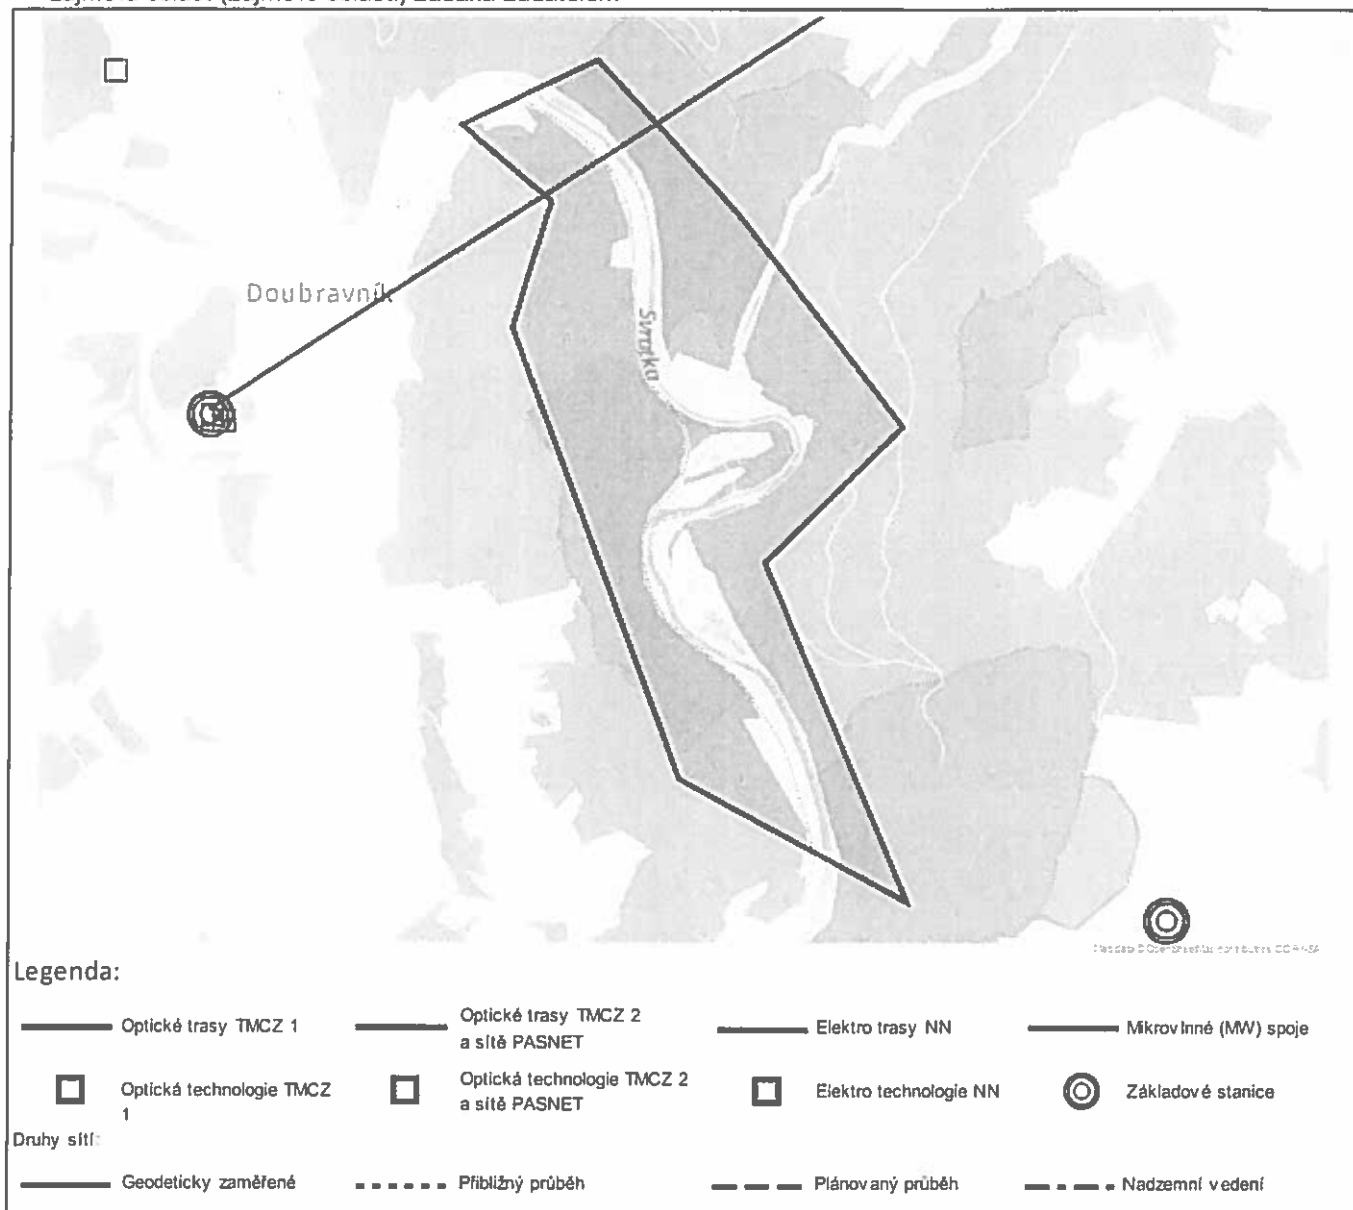 Doubravník
Svratka
Legenda:
Optické trasy TMCZ 1
Optické trasy TMCZ 2
a sítě PASNET
Elektro trasy NN
Mikrovlnné (MW) spoje
Optická technologie TMCZ
1
Optická technologie TMCZ 2
a sítě PASNET
Elektro technologie NN
Základové stanice
Druhy sítí:
Geodeticky zaměřené
Přibližný průběh
Plánovaný průběh
Nadzemní vedení